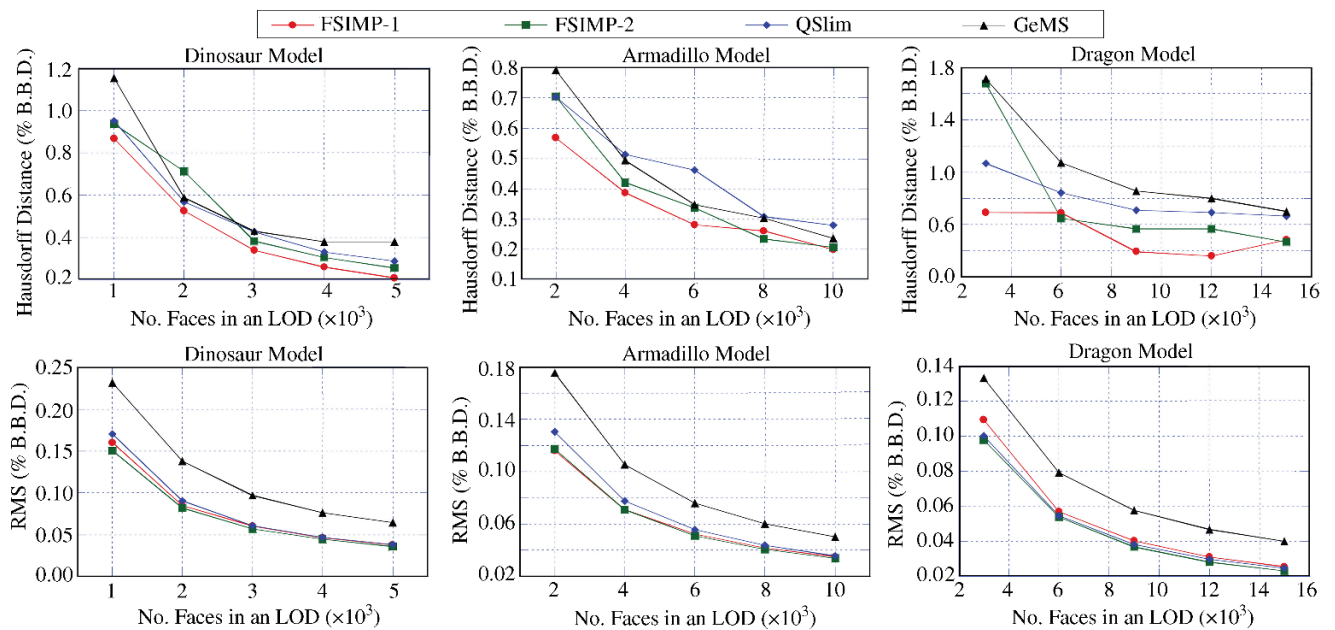 FSIMP-1 FSIMP-2 QSlim GeMS
Dinosaur Model
Hausdorff Distance (% B.B.D.)
1.2
1.0
0.8
0.6
0.4
0.2
1 2 3 4 5
No. Faces in an LOD (×10³)
Armadillo Model
Hausdorff Distance (% B.B.D.)
0.8
0.7
0.6
0.5
0.4
0.3
0.2
0.1
2 4 6 8 10
No. Faces in an LOD (×10³)
Dragon Model
Hausdorff Distance (% B.B.D.)
1.8
1.4
1.0
0.6
0.0
2 4 6 8 10 12 14 16
No. Faces in an LOD (×10³)
Dinosaur Model
RMS (% B.B.D.)
0.25
0.20
0.15
0.10
0.05
0.00
1 2 3 4 5
No. Faces in an LOD (×10³)
Armadillo Model
RMS (% B.B.D.)
0.18
0.14
0.10
0.06
0.02
2 4 6 8 10
No. Faces in an LOD (×10³)
Dragon Model
RMS (% B.B.D.)
0.14
0.12
0.10
0.08
0.06
0.04
0.02
2 4 6 8 10 12 14 16
No. Faces in an LOD (×10³)